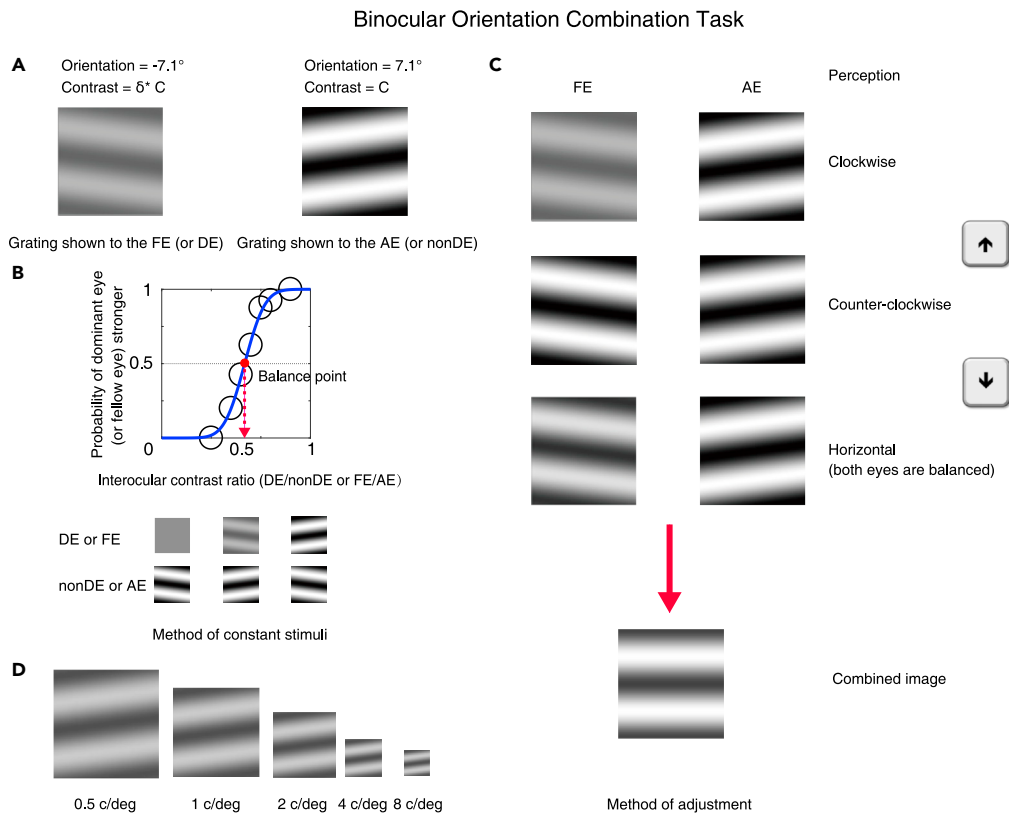 Binocular Orientation Combination Task
A
Orientation = -7.1°
Contrast = δ* C
Orientation = 7.1°
Contrast = C
Grating shown to the FE (or DE)
Grating shown to the AE (or nonDE)
B
Probability of dominant eye
(or fellow eye) stronger
1
0.5
0
Balance point
0.5
1
Interocular contrast ratio (DE/nonDE or FE/AE)
DE or FE
nonDE or AE
Method of constant stimuli
C
FE
AE
Perception
Clockwise
Counter-clockwise
Horizontal
(both eyes are balanced)
Combined image
Method of adjustment
D
0.5 c/deg
1 c/deg
2 c/deg
4 c/deg
8 c/deg